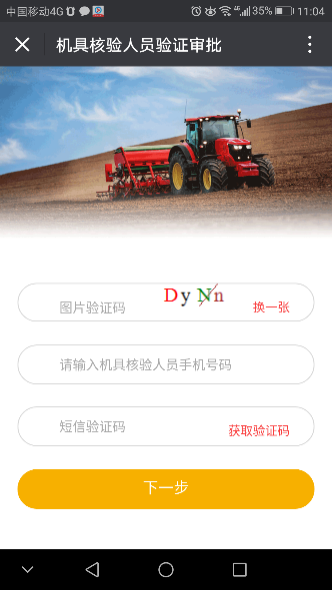 中国移动4G 35% 11:04
机具核验人员验证审批
图片验证码 DyNn 换一张
请输入机具核验人员手机号码
短信验证码 获取验证码
下一步